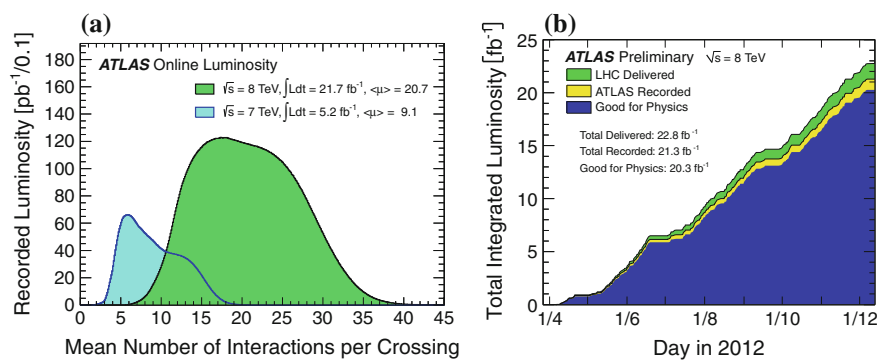 (a)
Recorded Luminosity [pb⁻¹/0.1]
180
160
140
120
100
80
60
40
20
0
ATLAS Online Luminosity
√s = 8 TeV, ∫Ldt = 21.7 fb⁻¹, <μ> = 20.7
√s = 7 TeV, ∫Ldt = 5.2 fb⁻¹, <μ> = 9.1
0 5 10 15 20 25 30 35 40 45
Mean Number of Interactions per Crossing
(b)
Total Integrated Luminosity [fb⁻¹]
25
20
15
10
5
0
ATLAS Preliminary √s = 8 TeV
LHC Delivered
ATLAS Recorded
Good for Physics
Total Delivered: 22.8 fb⁻¹
Total Recorded: 21.3 fb⁻¹
Good for Physics: 20.3 fb⁻¹
1/4 1/6 1/8 1/10 1/12
Day in 2012